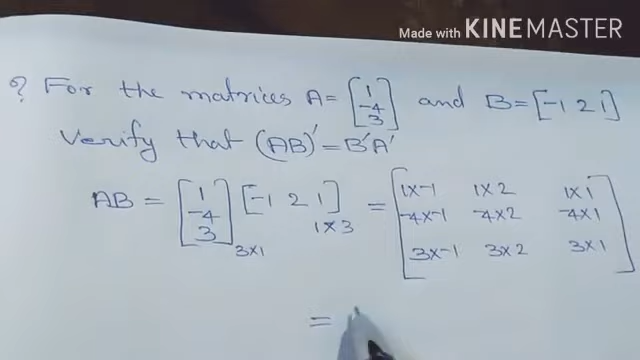 Made with KINEMASTER
? For the matrices A = [1 -4 3] and B = [-1 2 1]
Verify that (AB)' = B'A'
AB = [1 -4 3] 3x1 [-1 2 1] 1x3 = [1x-1 1x2 1x1
-4x-1 -4x2 -4x1
3x-1 3x2 3x1]
=